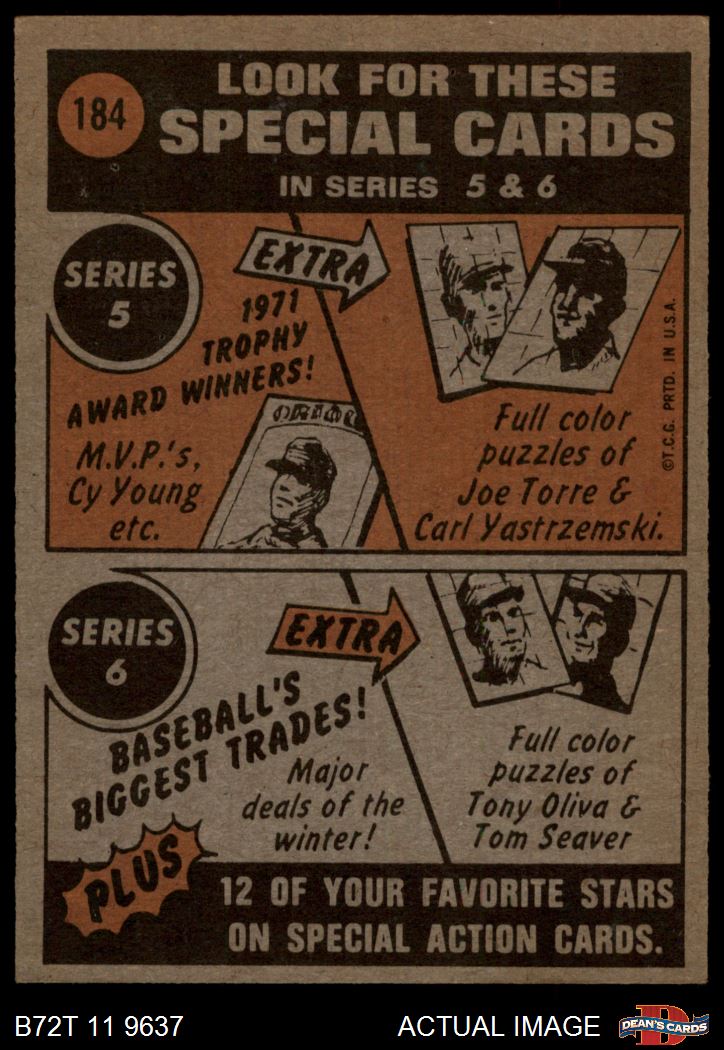 184
LOOK FOR THESE
SPECIAL CARDS
IN SERIES 5 & 6
SERIES
5
EXTRA
1971
TROPHY
AWARD WINNERS!
M.V.P.'s,
Cy Young
etc.
ORIOL
Full color
puzzles of
Joe Torre &
Carl Yastrzemski.
©T.C.G. PRTD. IN U.S.A.
SERIES
6
EXTRA
BASEBALL'S
BIGGEST TRADES!
Major
deals of the
winter!
Full color
puzzles of
Tony Oliva &
Tom Seaver
PLUS
12 OF YOUR FAVORITE STARS
ON SPECIAL ACTION CARDS.
B72T 11 9637
ACTUAL IMAGE
D
DEAN'S CARDS